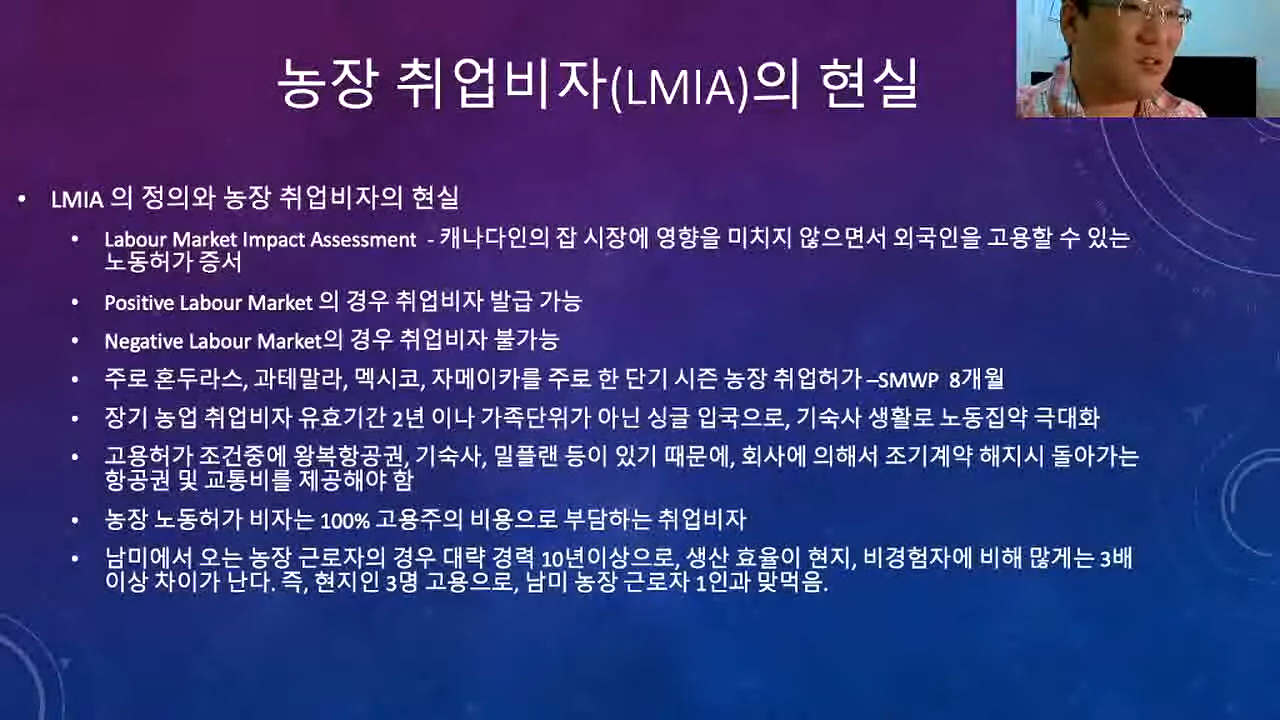 농장 취업비자(LMIA)의 현실
• LMIA 의 정의와 농장 취업비자의 현실
• Labour Market Impact Assessment - 캐나다인의 잡 시장에 영향을 미치지 않으면서 외국인을 고용할 수 있는
노동허가 증서
• Positive Labour Market 의 경우 취업비자 발급 가능
• Negative Labour Market의 경우 취업비자 불가능
• 주로 혼두라스, 과테말라, 멕시코, 자메이카를 주로 한 단기 시즌 농장 취업허가 –SMWP 8개월
• 장기 농업 취업비자 유효기간 2년 이나 가족단위가 아닌 싱글 입국으로, 기숙사 생활로 노동집약 극대화
• 고용허가 조건중에 왕복항공권, 기숙사, 밀플랜 등이 있기 때문에, 회사에 의해서 조기계약 해지시 돌아가는
항공권 및 교통비를 제공해야 함
• 농장 노동허가 비자는 100% 고용주의 비용으로 부담하는 취업비자
• 남미에서 오는 농장 근로자의 경우 대략 경력 10년이상으로, 생산 효율이 현지, 비경험자에 비해 많게는 3배
이상 차이가 난다. 즉, 현지인 3명 고용으로, 남미 농장 근로자 1인과 맞먹음.